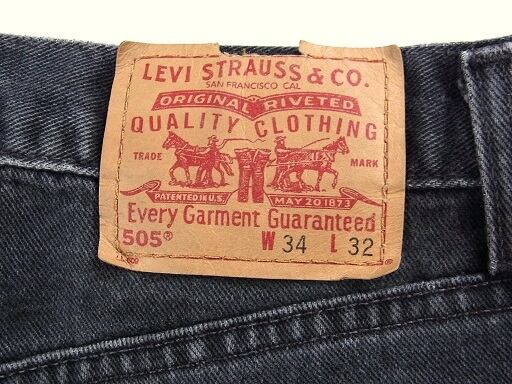 LEVI STRAUSS & CO.
SAN FRANCISCO CAL
ORIGINAL RIVETED
QUALITY CLOTHING
TRADE MARK
PATENTED IN U.S. MAY 20 1873
Every Garment Guaranteed
505® W 34 L 32